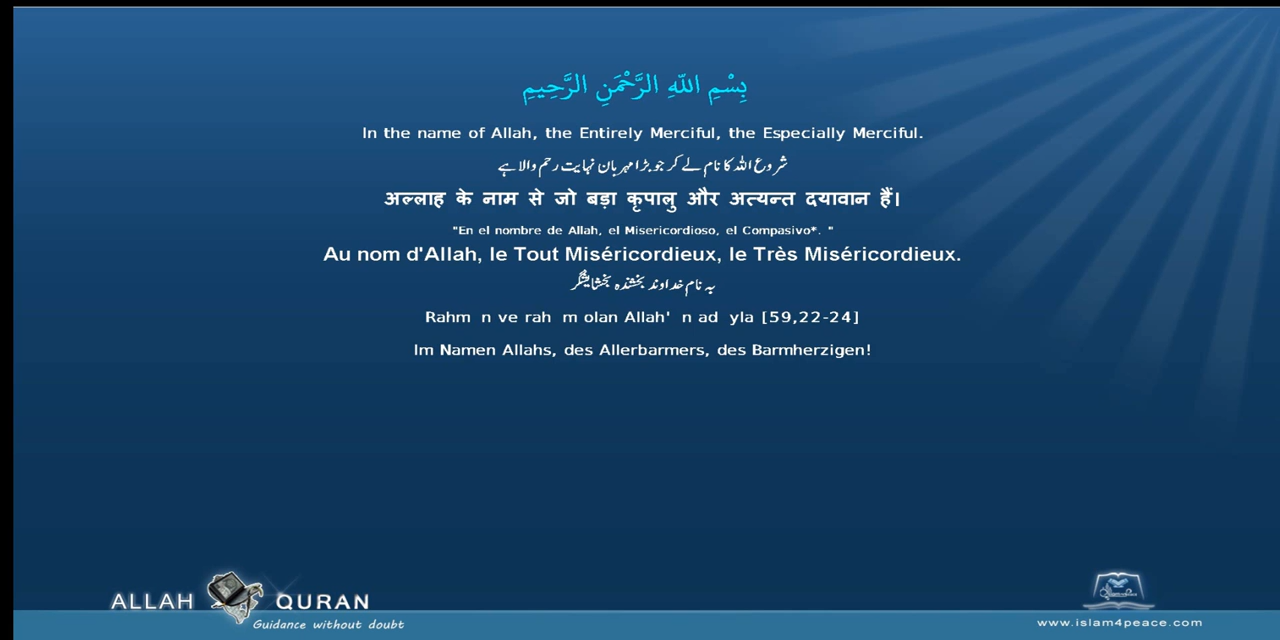 بِسْمِ اللّهِ الرَّحْمَنِ الرَّحِيمِ
In the name of Allah, the Entirely Merciful, the Especially Merciful.
شروع اللہ کا نام لے کر جو بڑا مہربان نہایت رحم والا ہے
अल्लाह के नाम से जो बड़ा कृपालु और अत्यन्त दयावान हैं।
"En el nombre de Allah, el Misericordioso, el Compasivo*. "
Au nom d'Allah, le Tout Miséricordieux, le Très Miséricordieux.
به نام خداوند بخشنده بخشایشگر
Rahm n ve rah m olan Allah' n ad yla [59,22-24]
Im Namen Allahs, des Allerbarmers, des Barmherzigen!
ALLAH QURAN
Guidance without doubt
www.islam4peace.com